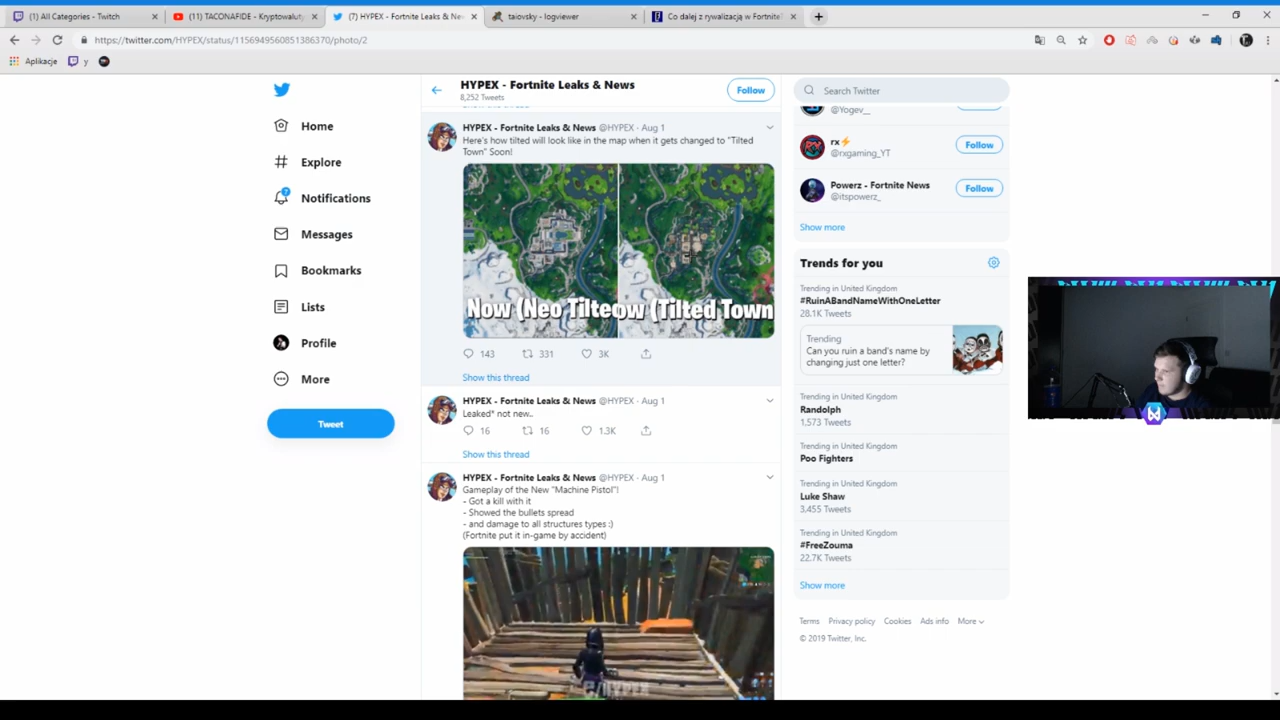 (1) All Categories - Twitch
(11) TACONAFIDE - Kryptowaluty
(7) HYPEX - Fortnite Leaks & Ne
taiovsky - logviewer
Co dalej z rywalizacją w Fortnite?
https://twitter.com/HYPEX/status/1156949560851386370/photo/2
Aplikacje
y
Home
Explore
7
Notifications
Messages
Bookmarks
Lists
Profile
More
Tweet
HYPEX - Fortnite Leaks & News
8,252 Tweets
Follow
HYPEX - Fortnite Leaks & News @HYPEX · Aug 1
Here's how tilted will look like in the map when it gets changed to "Tilted
Town" Soon!
Now (Neo Tilted
ow (Tilted Town
143 331 3K
Show this thread
HYPEX - Fortnite Leaks & News @HYPEX · Aug 1
Leaked* not new..
16 16 1.3K
Show this thread
HYPEX - Fortnite Leaks & News @HYPEX · Aug 1
Gameplay of the New "Machine Pistol"!
- Got a kill with it
- Showed the bullets spread
- and damage to all structures types :)
(Fortnite put it in-game by accident)
/HYPEX
Search Twitter
@Yogev__
rx⚡
@rxgaming_YT
Follow
Powerz - Fortnite News
@itspowerz_
Follow
Show more
Trends for you
Trending in United Kingdom
#RuinABandNameWithOneLetter
28.1K Tweets
Trending
Can you ruin a band's name by
changing just one letter?
Trending in United Kingdom
Randolph
1,573 Tweets
Trending in United Kingdom
Poo Fighters
Trending in United Kingdom
Luke Shaw
3,455 Tweets
Trending in United Kingdom
#FreeZouma
22.7K Tweets
Show more
Terms Privacy policy Cookies Ads info More
© 2019 Twitter, Inc.